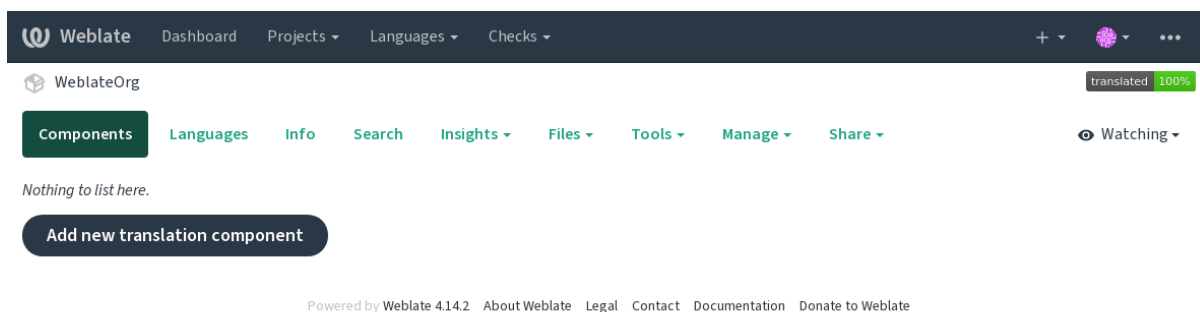 Weblate Dashboard Projects Languages Checks
WeblateOrg translated 100%
Components Languages Info Search Insights Files Tools Manage Share Watching
Nothing to list here.
Add new translation component
Powered by Weblate 4.14.2 About Weblate Legal Contact Documentation Donate to Weblate